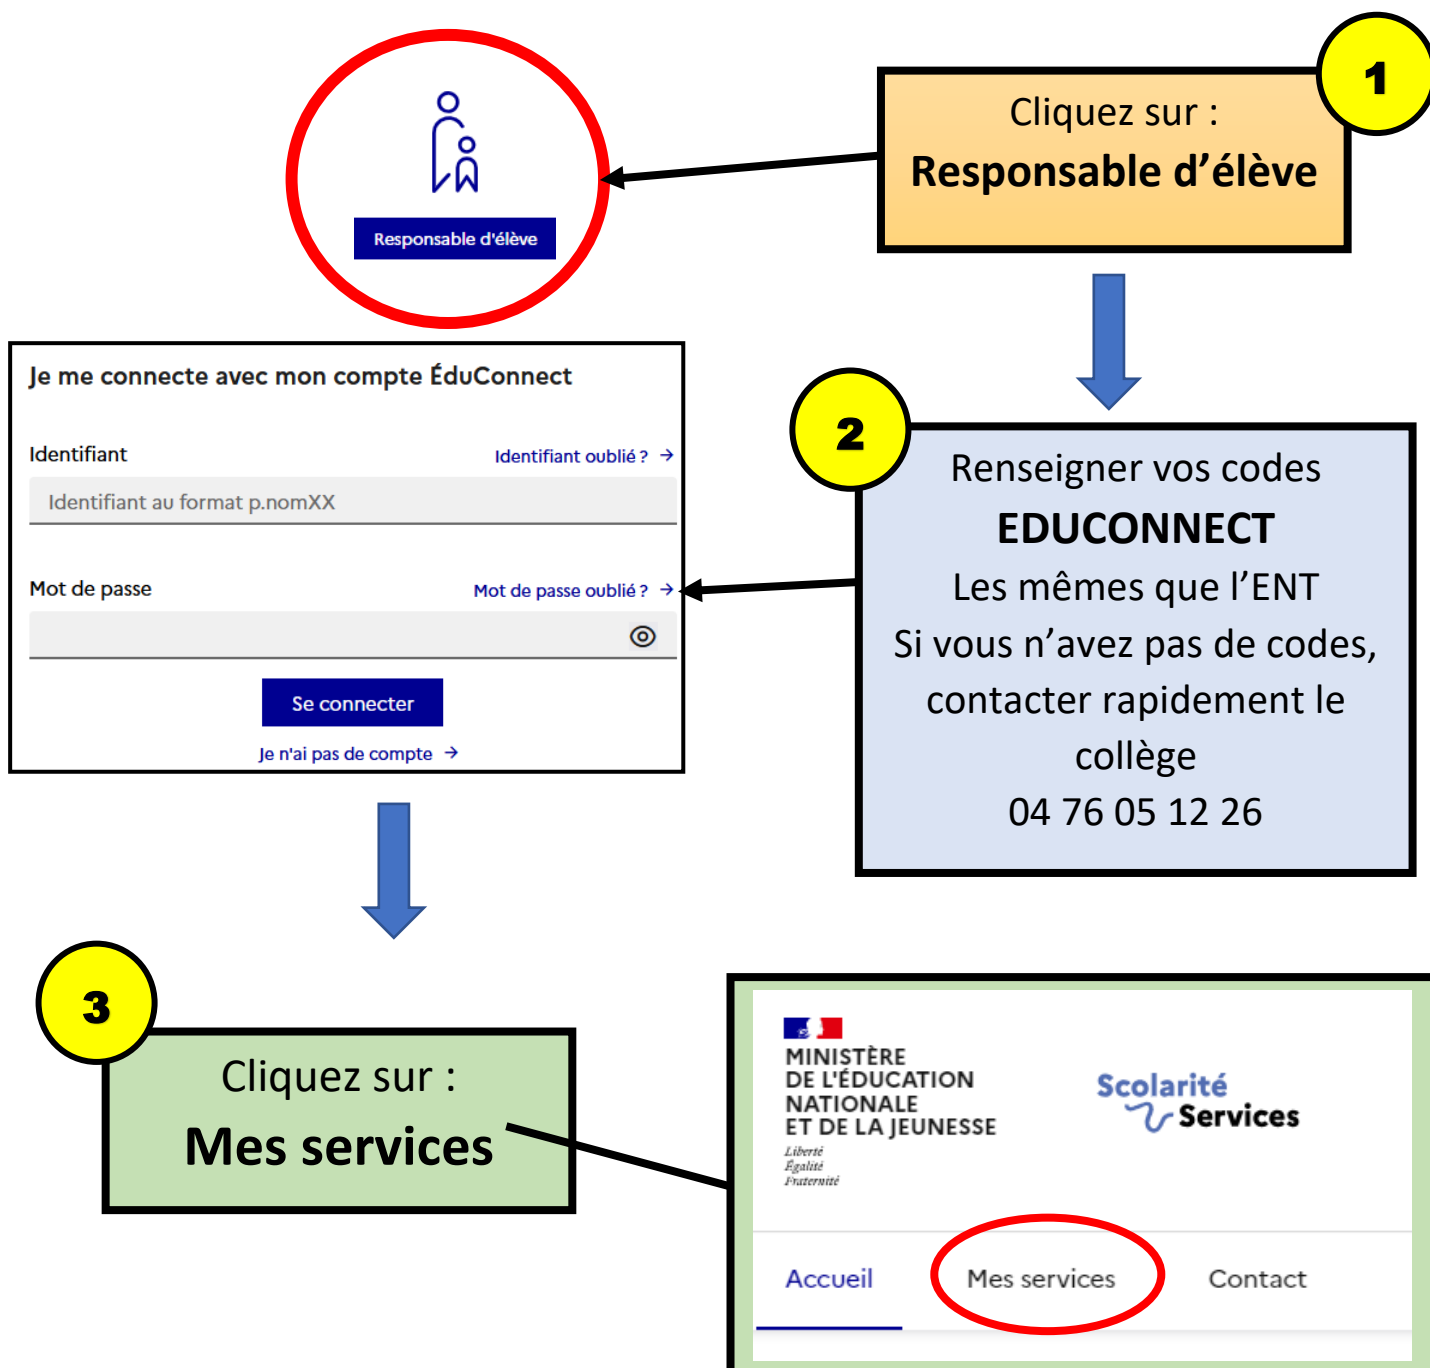 1
Cliquez sur :
Responsable d’élève
Responsable d'élève
Je me connecte avec mon compte ÉduConnect
Identifiant
Identifiant oublié ? →
Identifiant au format p.nomXX
Mot de passe
Mot de passe oublié ? →
Se connecter
Je n'ai pas de compte →
2
Renseigner vos codes
EDUCONNECT
Les mêmes que l’ENT
Si vous n’avez pas de codes,
contacter rapidement le
collège
04 76 05 12 26
3
Cliquez sur :
Mes services
MINISTÈRE
DE L'ÉDUCATION
NATIONALE
ET DE LA JEUNESSE
Liberté
Égalité
Fraternité
Scolarité
Services
Accueil
Mes services
Contact